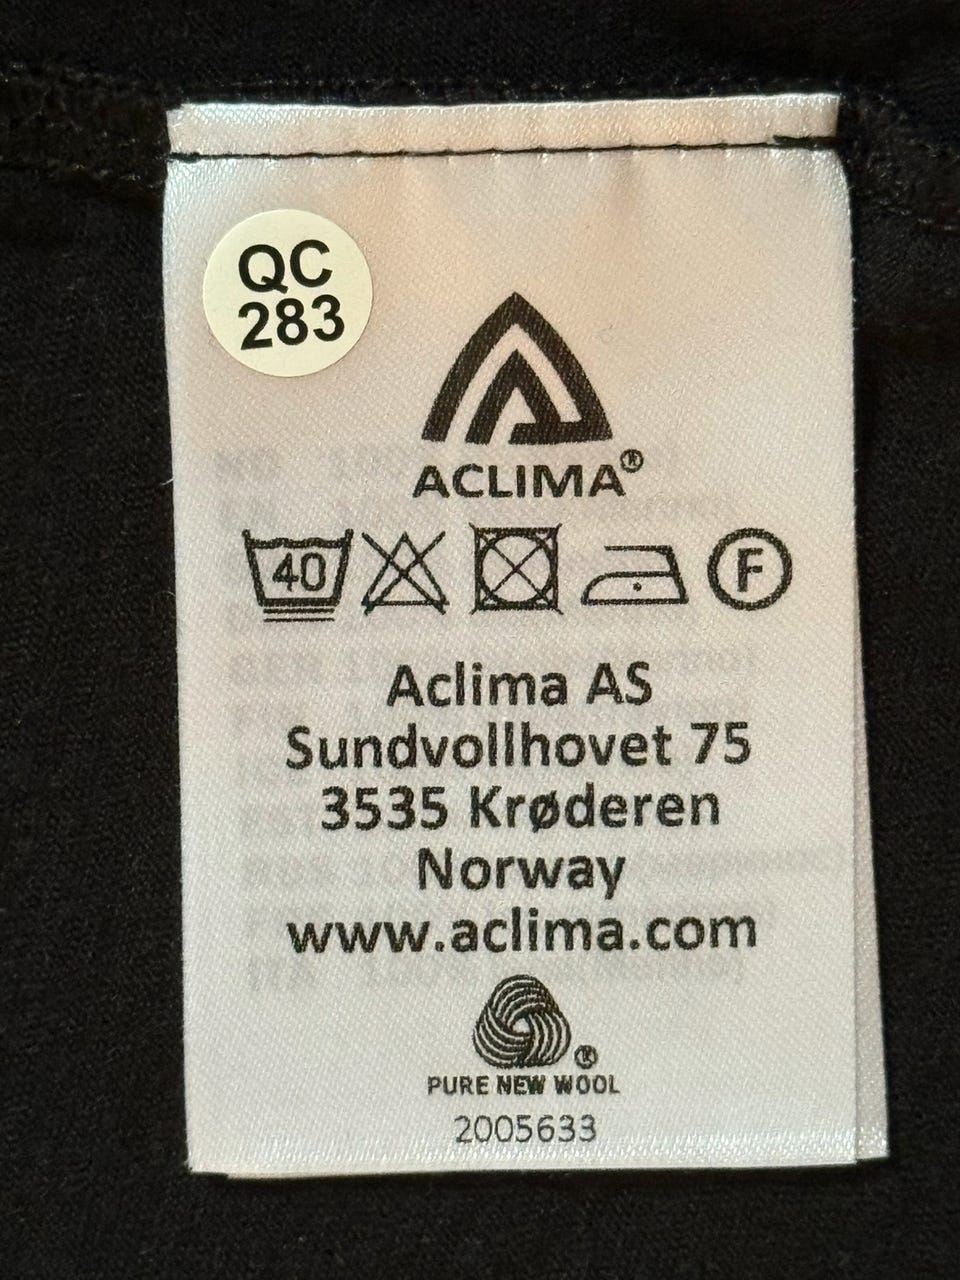 QC
283
ACLIMA®
40
F
Aclima AS
Sundvollhovet 75
3535 Krøderen
Norway
www.aclima.com
®
PURE NEW WOOL
2005633